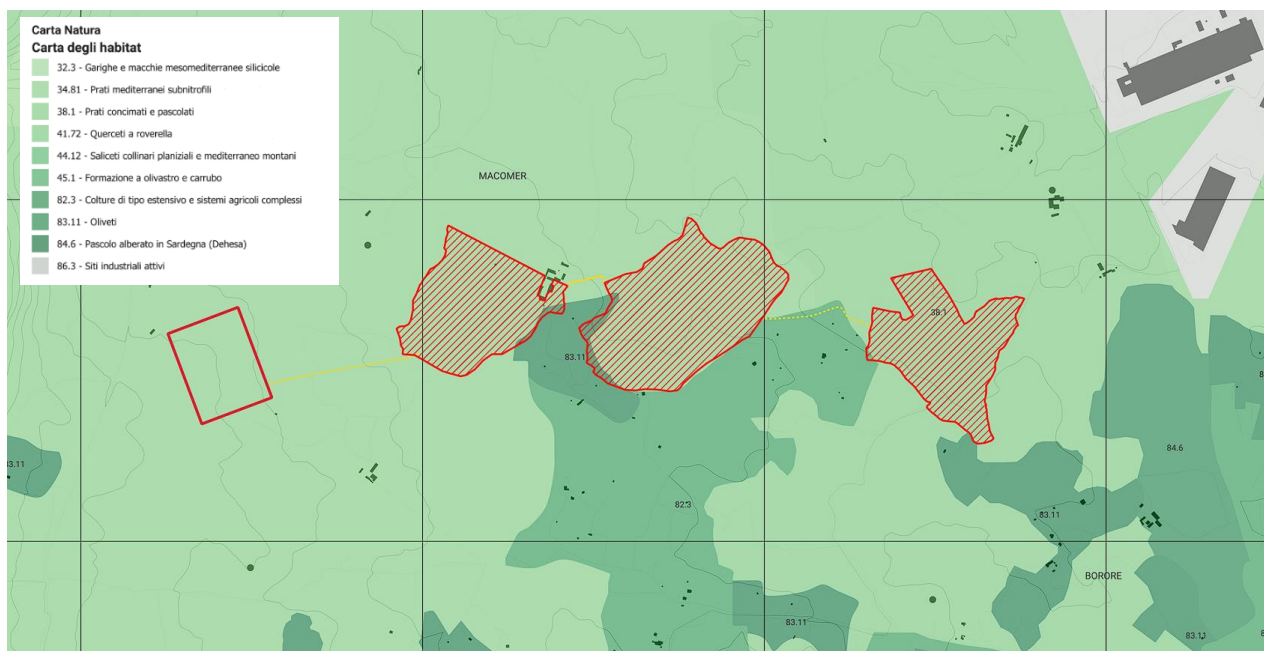 Carta Natura
Carta degli habitat
32.3 - Garighe e macchie mesomediterranee silicicole
34.81 - Prati mediterranei subnitrofili
38.1 - Prati concimati e pascolati
41.72 - Querceti a roverella
44.12 - Saliceti collinari planiziali e mediterraneo montani
45.1 - Formazione a olivastro e carrubo
82.3 - Colture di tipo estensivo e sistemi agricoli complessi
83.11 - Oliveti
84.6 - Pascolo alberato in Sardegna (Dehesa)
86.3 - Siti industriali attivi
MACOMER
38.1
83.11
84.6
83.11
82.3
83.11
BORORE
83.11
83.11